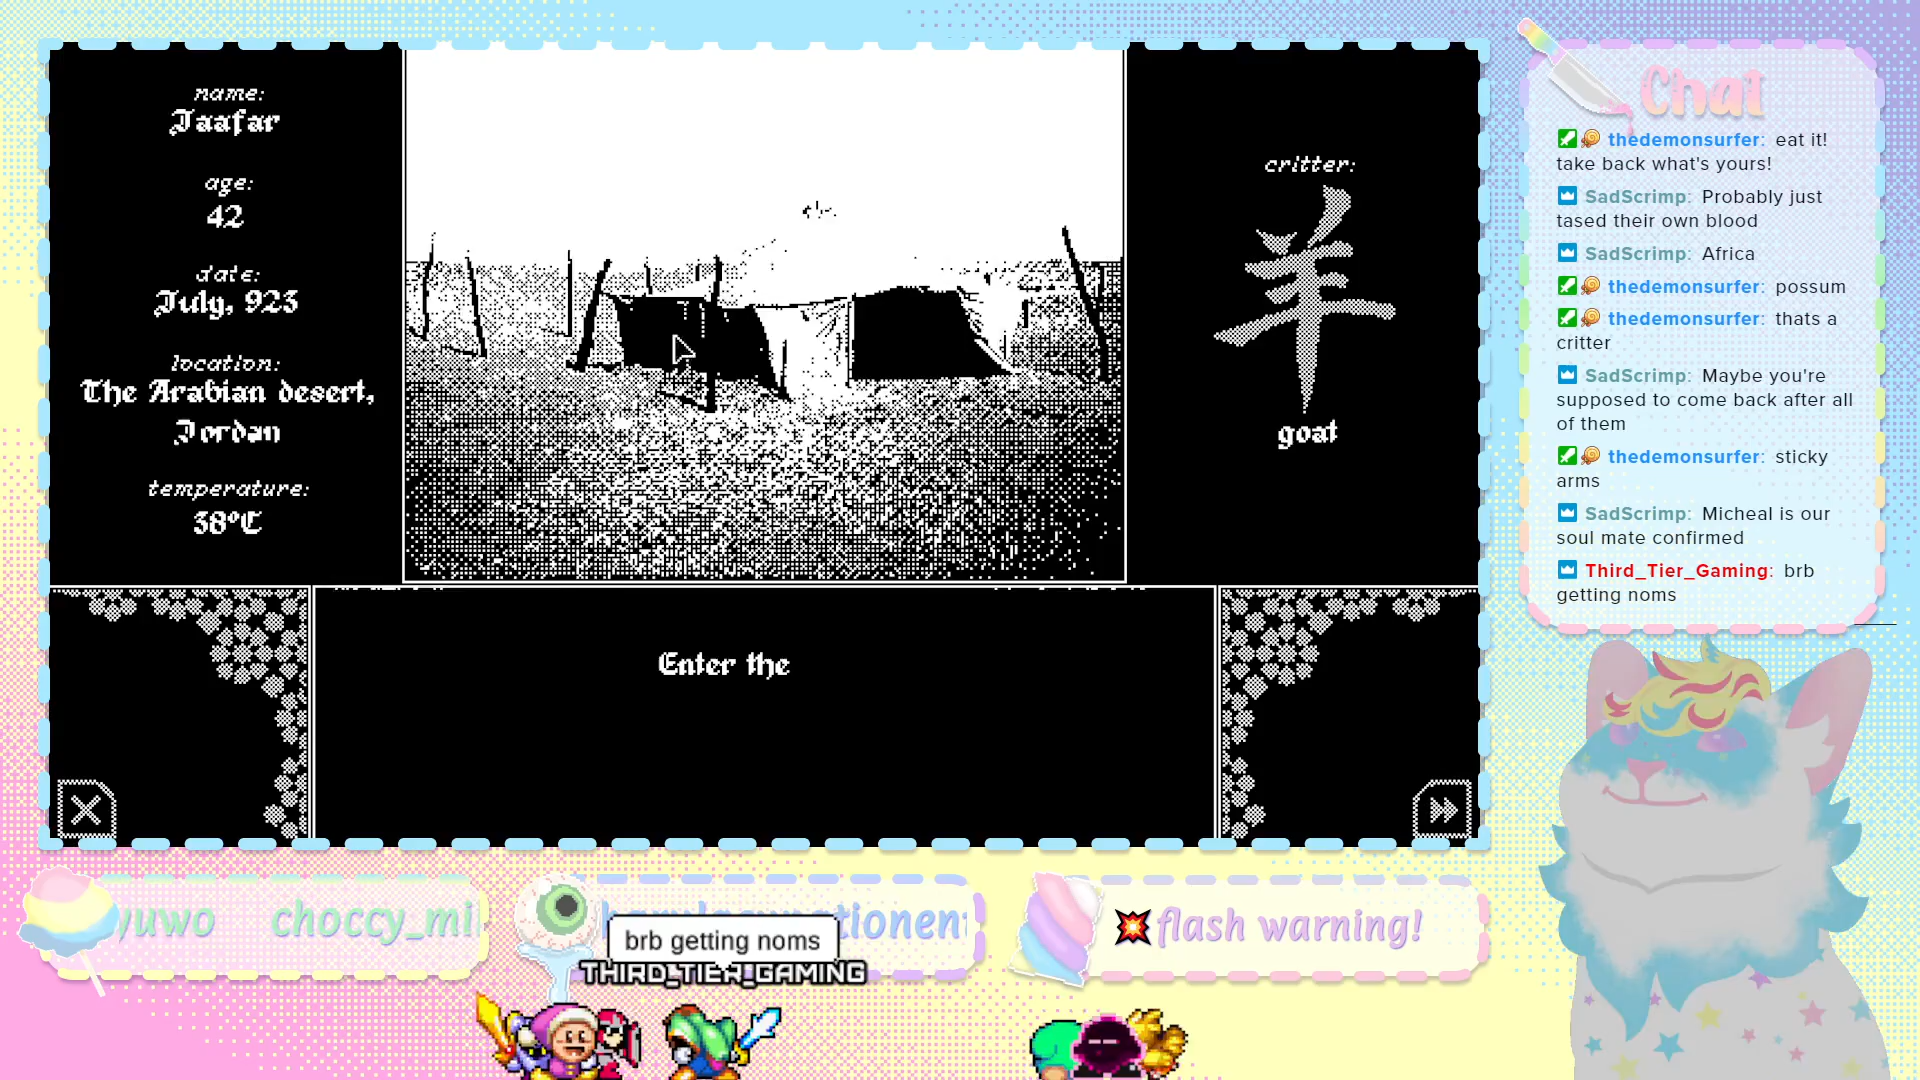 name:
Jaafar
age:
42
date:
July, 923
location:
The Arabian desert,
Jordan
temperature:
38°C
critter:
羊
goat
Enter the
Chat
thedemonsurfer: eat it!
take back what's yours!
SadScrimp: Probably just
tased their own blood
SadScrimp: Africa
thedemonsurfer: possum
thedemonsurfer: thats a
critter
SadScrimp: Maybe you're
supposed to come back after all
of them
thedemonsurfer: sticky
arms
SadScrimp: Micheal is our
soul mate confirmed
Third_Tier_Gaming: brb
getting noms
yuwo choccy_mi
flash warning!
brb getting noms
THIRD_TIER_GAMING